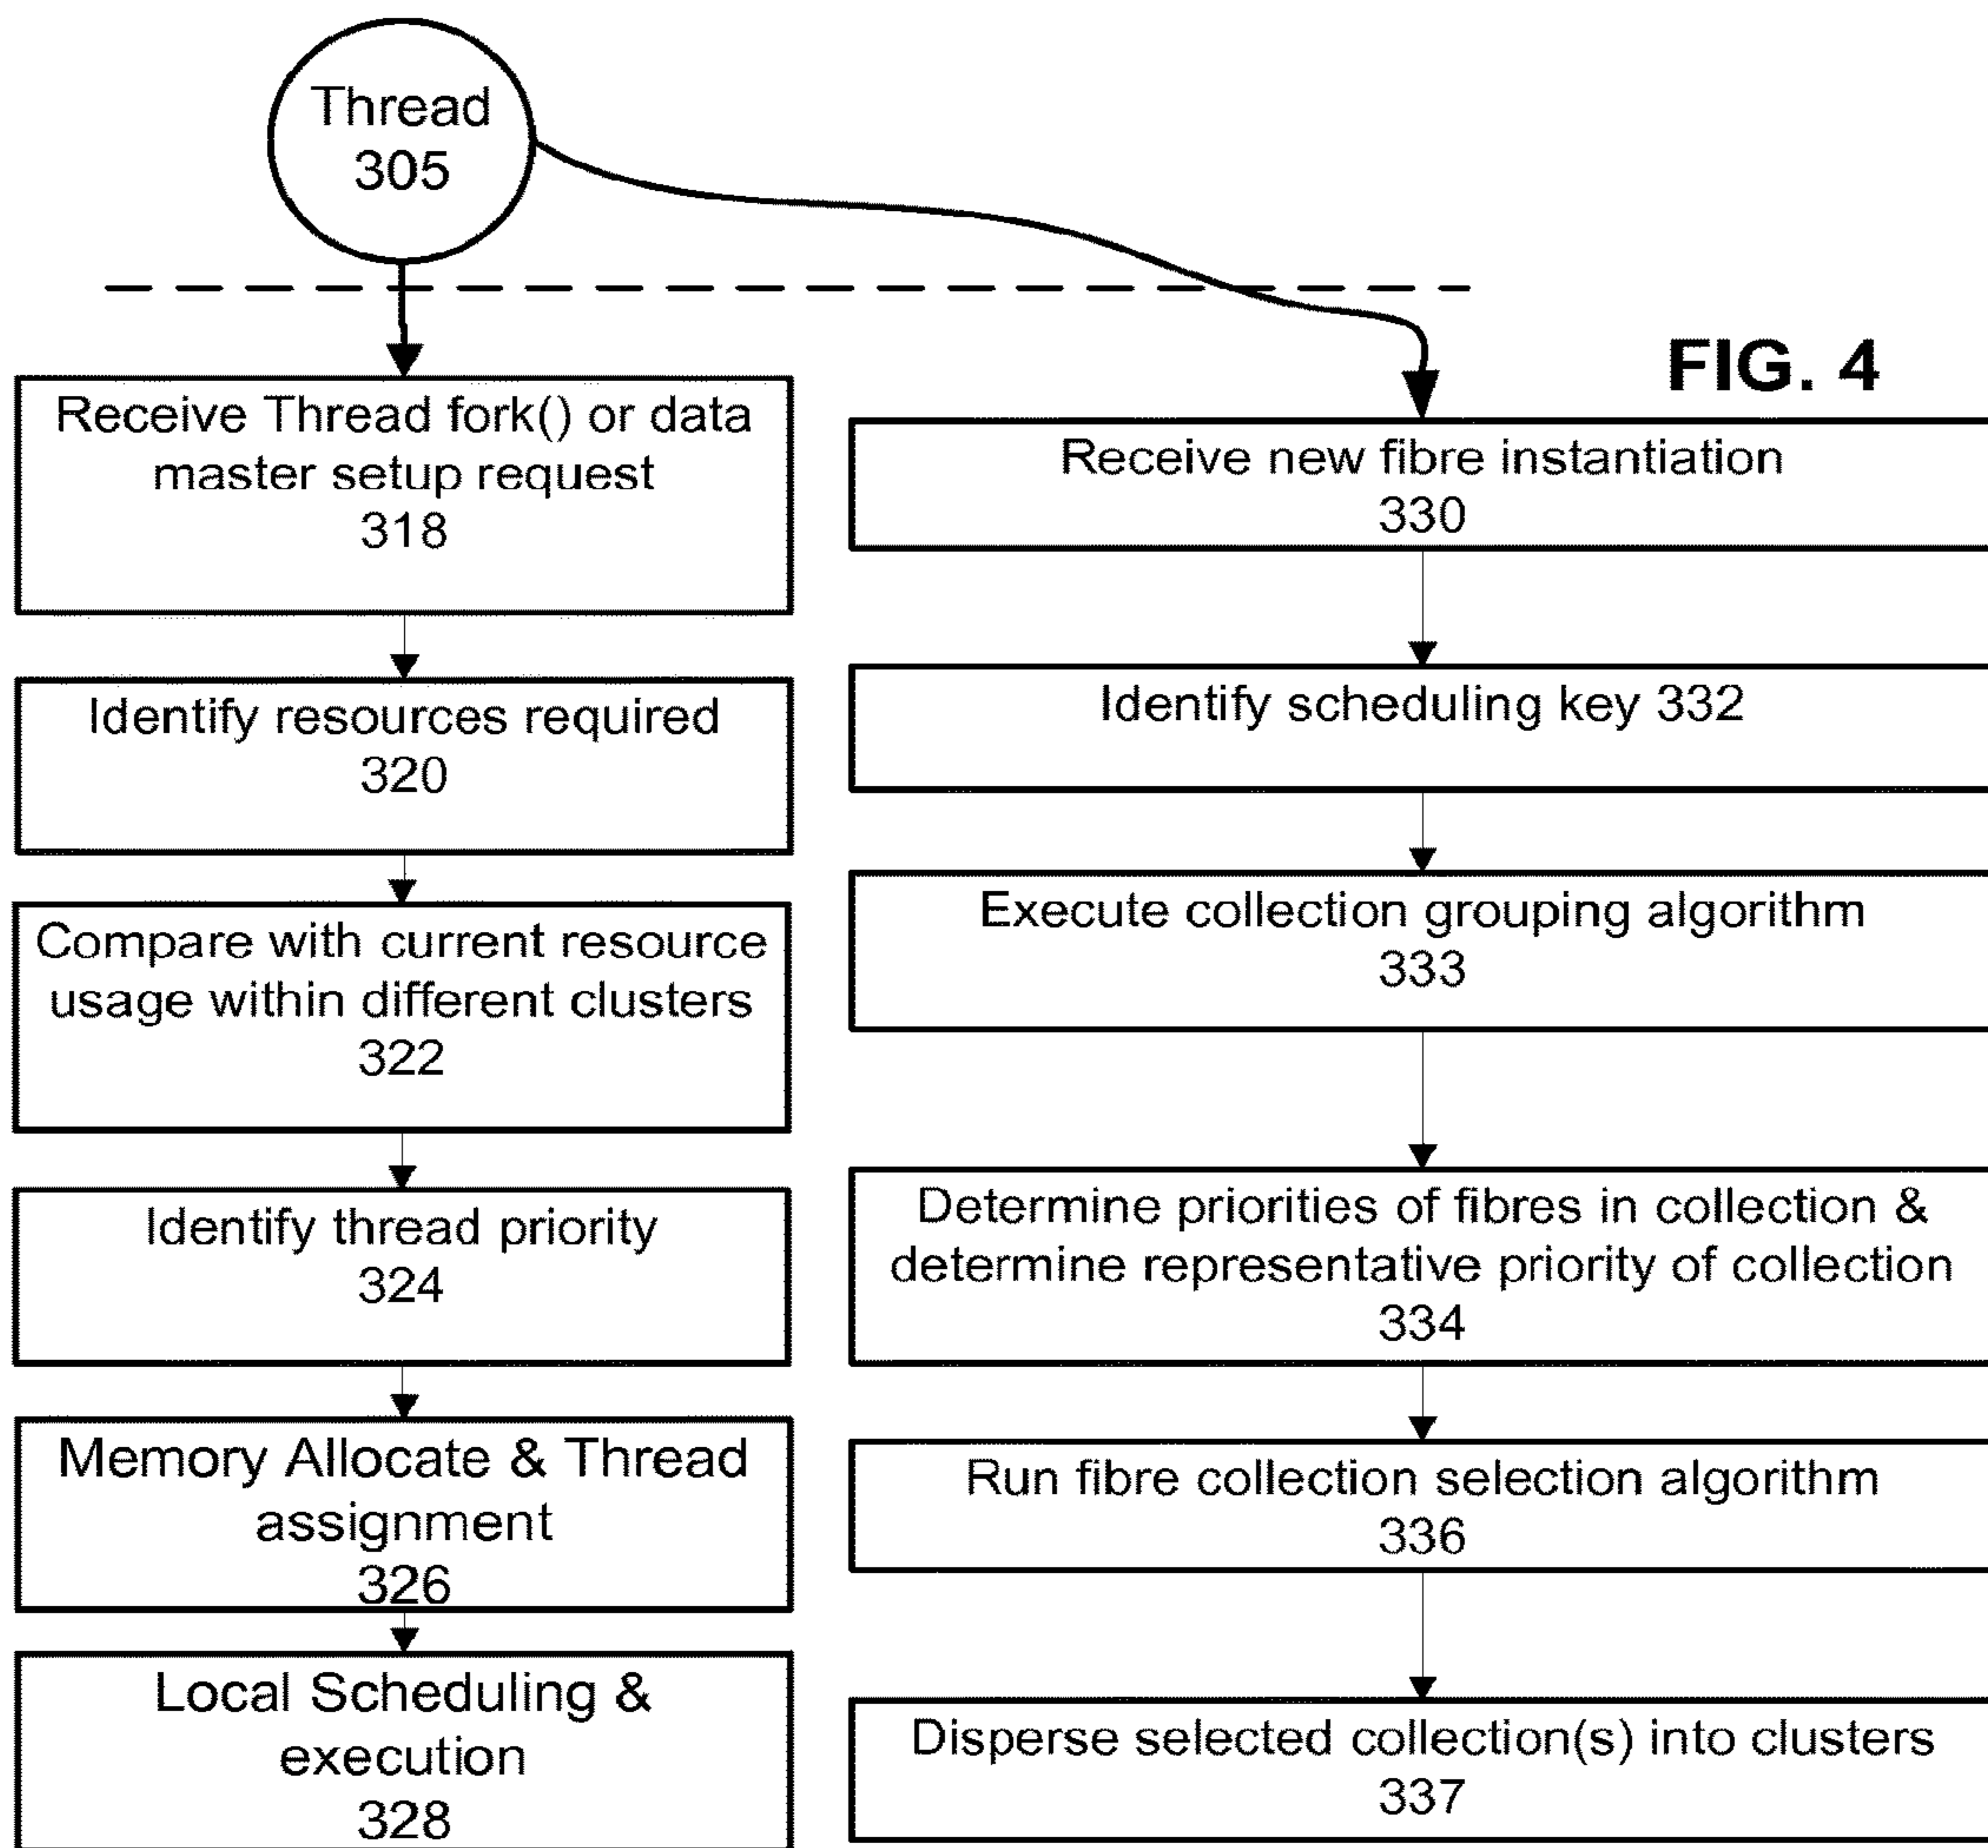 Thread
305
FIG. 4
Receive Thread fork() or data
master setup request
318
Identify resources required
320
Compare with current resource
usage within different clusters
322
Identify thread priority
324
Memory Allocate & Thread
assignment
326
Local Scheduling &
execution
328
Receive new fibre instantiation
330
Identify scheduling key 332
Execute collection grouping algorithm
333
Determine priorities of fibres in collection &
determine representative priority of collection
334
Run fibre collection selection algorithm
336
Disperse selected collection(s) into clusters
337